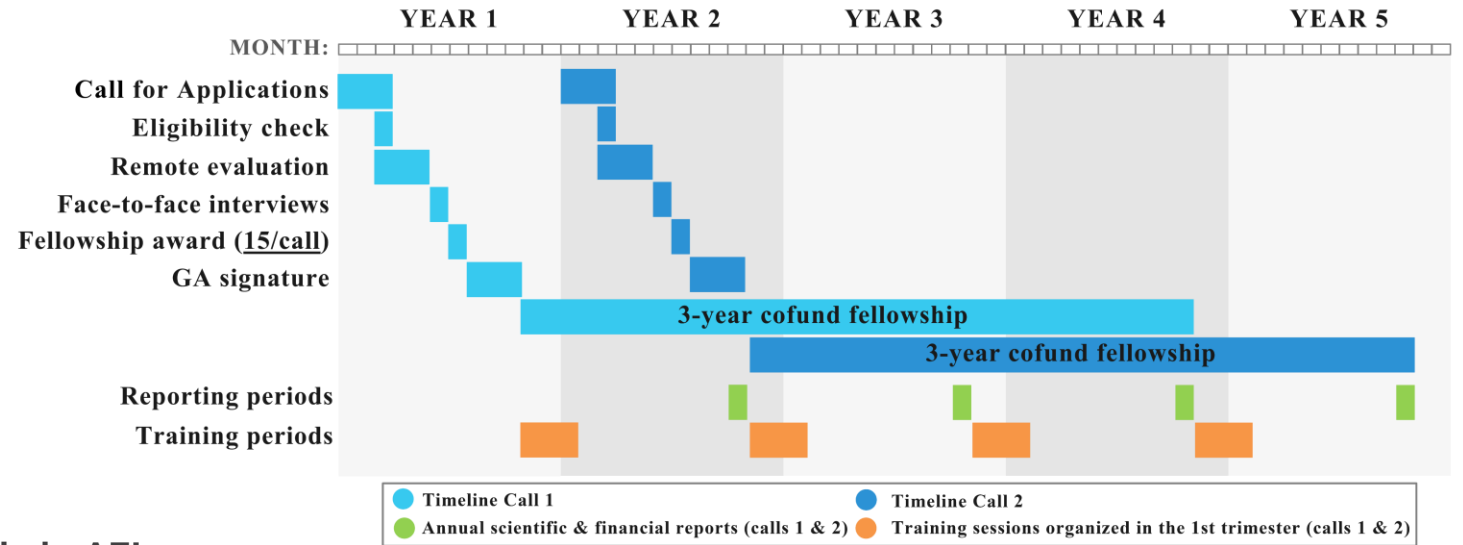 YEAR 1 YEAR 2 YEAR 3 YEAR 4 YEAR 5
MONTH:
Call for Applications
Eligibility check
Remote evaluation
Face-to-face interviews
Fellowship award (15/call)
GA signature
3-year cofund fellowship
3-year cofund fellowship
Reporting periods
Training periods
Timeline Call 1 Timeline Call 2
Annual scientific & financial reports (calls 1 & 2) Training sessions organized in the 1st trimester (calls 1 & 2)